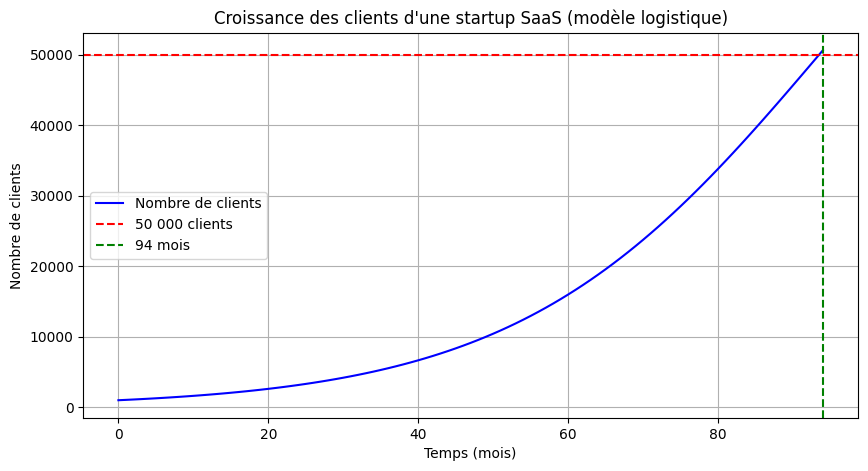 Croissance des clients d'une startup SaaS (modèle logistique)
Nombre de clients
50000
40000
30000
20000
10000
0
Nombre de clients
50 000 clients
94 mois
0 20 40 60 80
Temps (mois)